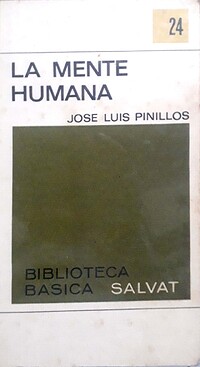 24
LA MENTE
HUMANA
JOSE LUIS PINILLOS
BIBLIOTECA
BASICA SALVAT